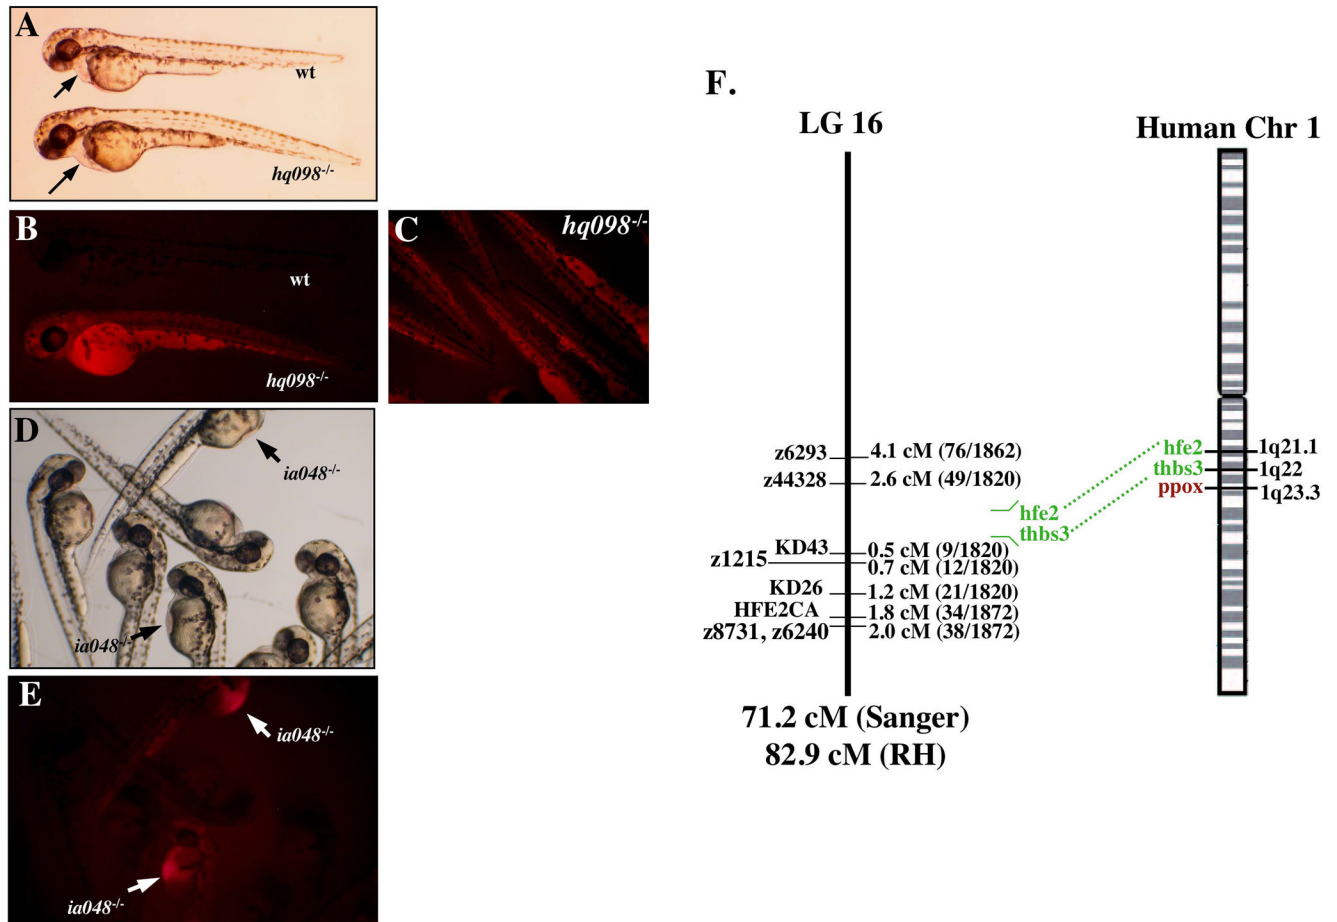 A
wt
hq098-/-
B
wt
hq098-/-
C
hq098-/-
D
ia048-/-
ia048-/-
E
ia048-/-
ia048-/-
F.
LG 16
Human Chr 1
z6293 4.1 cM (76/1862)
z44328 2.6 cM (49/1820)
hfe2
thbs3
KD43 0.5 cM (9/1820)
z1215 0.7 cM (12/1820)
KD26 1.2 cM (21/1820)
HFE2CA 1.8 cM (34/1872)
z8731, z6240 2.0 cM (38/1872)
71.2 cM (Sanger)
82.9 cM (RH)
hfe2 1q21.1
thbs3 1q22
ppox 1q23.3